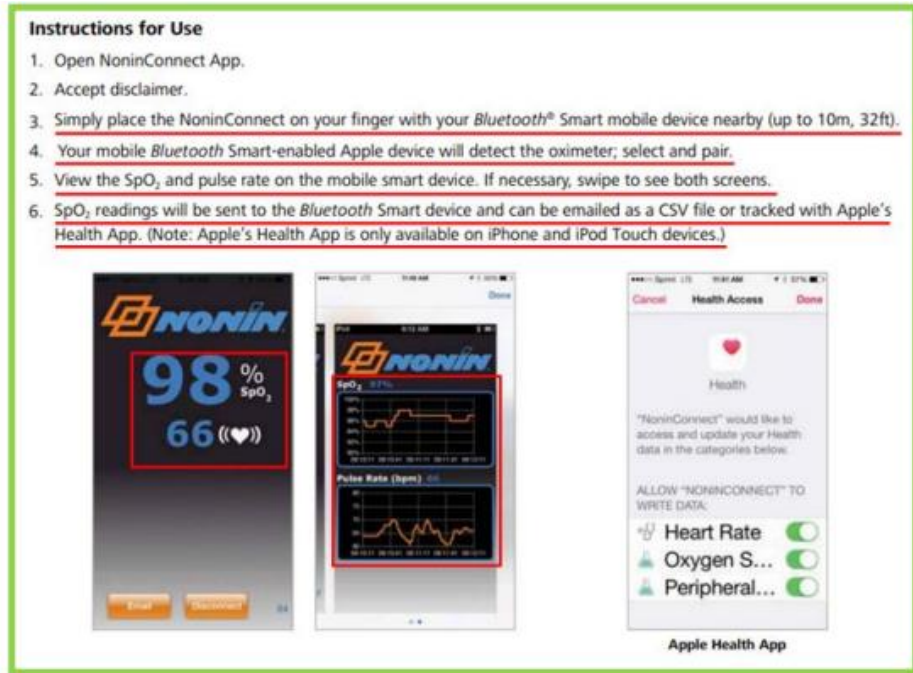 Instructions for Use
1. Open NoninConnect App.
2. Accept disclaimer.
3. Simply place the NoninConnect on your finger with your Bluetooth® Smart mobile device nearby (up to 10m, 32ft).
4. Your mobile Bluetooth Smart-enabled Apple device will detect the oximeter; select and pair.
5. View the SpO₂ and pulse rate on the mobile smart device. If necessary, swipe to see both screens.
6. SpO₂ readings will be sent to the Bluetooth Smart device and can be emailed as a CSV file or tracked with Apple's
Health App. (Note: Apple's Health App is only available on iPhone and iPod Touch devices.)
NONIN
98 %
SpO₂
66
Email Disconnect
Done
NONIN
SpO₂ 97%
Pulse Rate (bpm) 66
Cancel Health Access Done
Health
"NoninConnect" would like to
access and update your Health
data in the categories below.
ALLOW "NONINCONNECT" TO
WRITE DATA:
Heart Rate
Oxygen S...
Peripheral...
Apple Health App